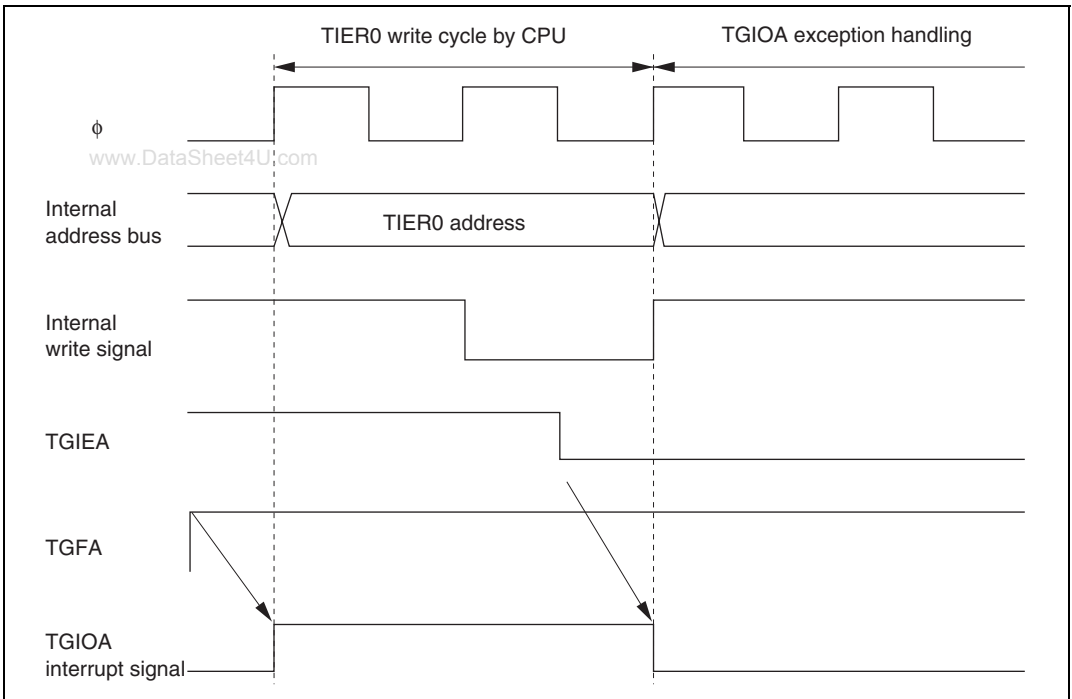 TIER0 write cycle by CPU
TGIOA exception handling
ϕ
www.DataSheet4U.com
Internal
address bus
TIER0 address
Internal
write signal
TGIEA
TGFA
TGIOA
interrupt signal